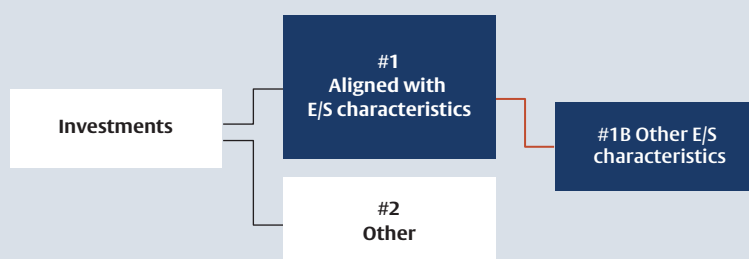 Investments
#1
Aligned with
E/S characteristics
#1B Other E/S
characteristics
#2
Other